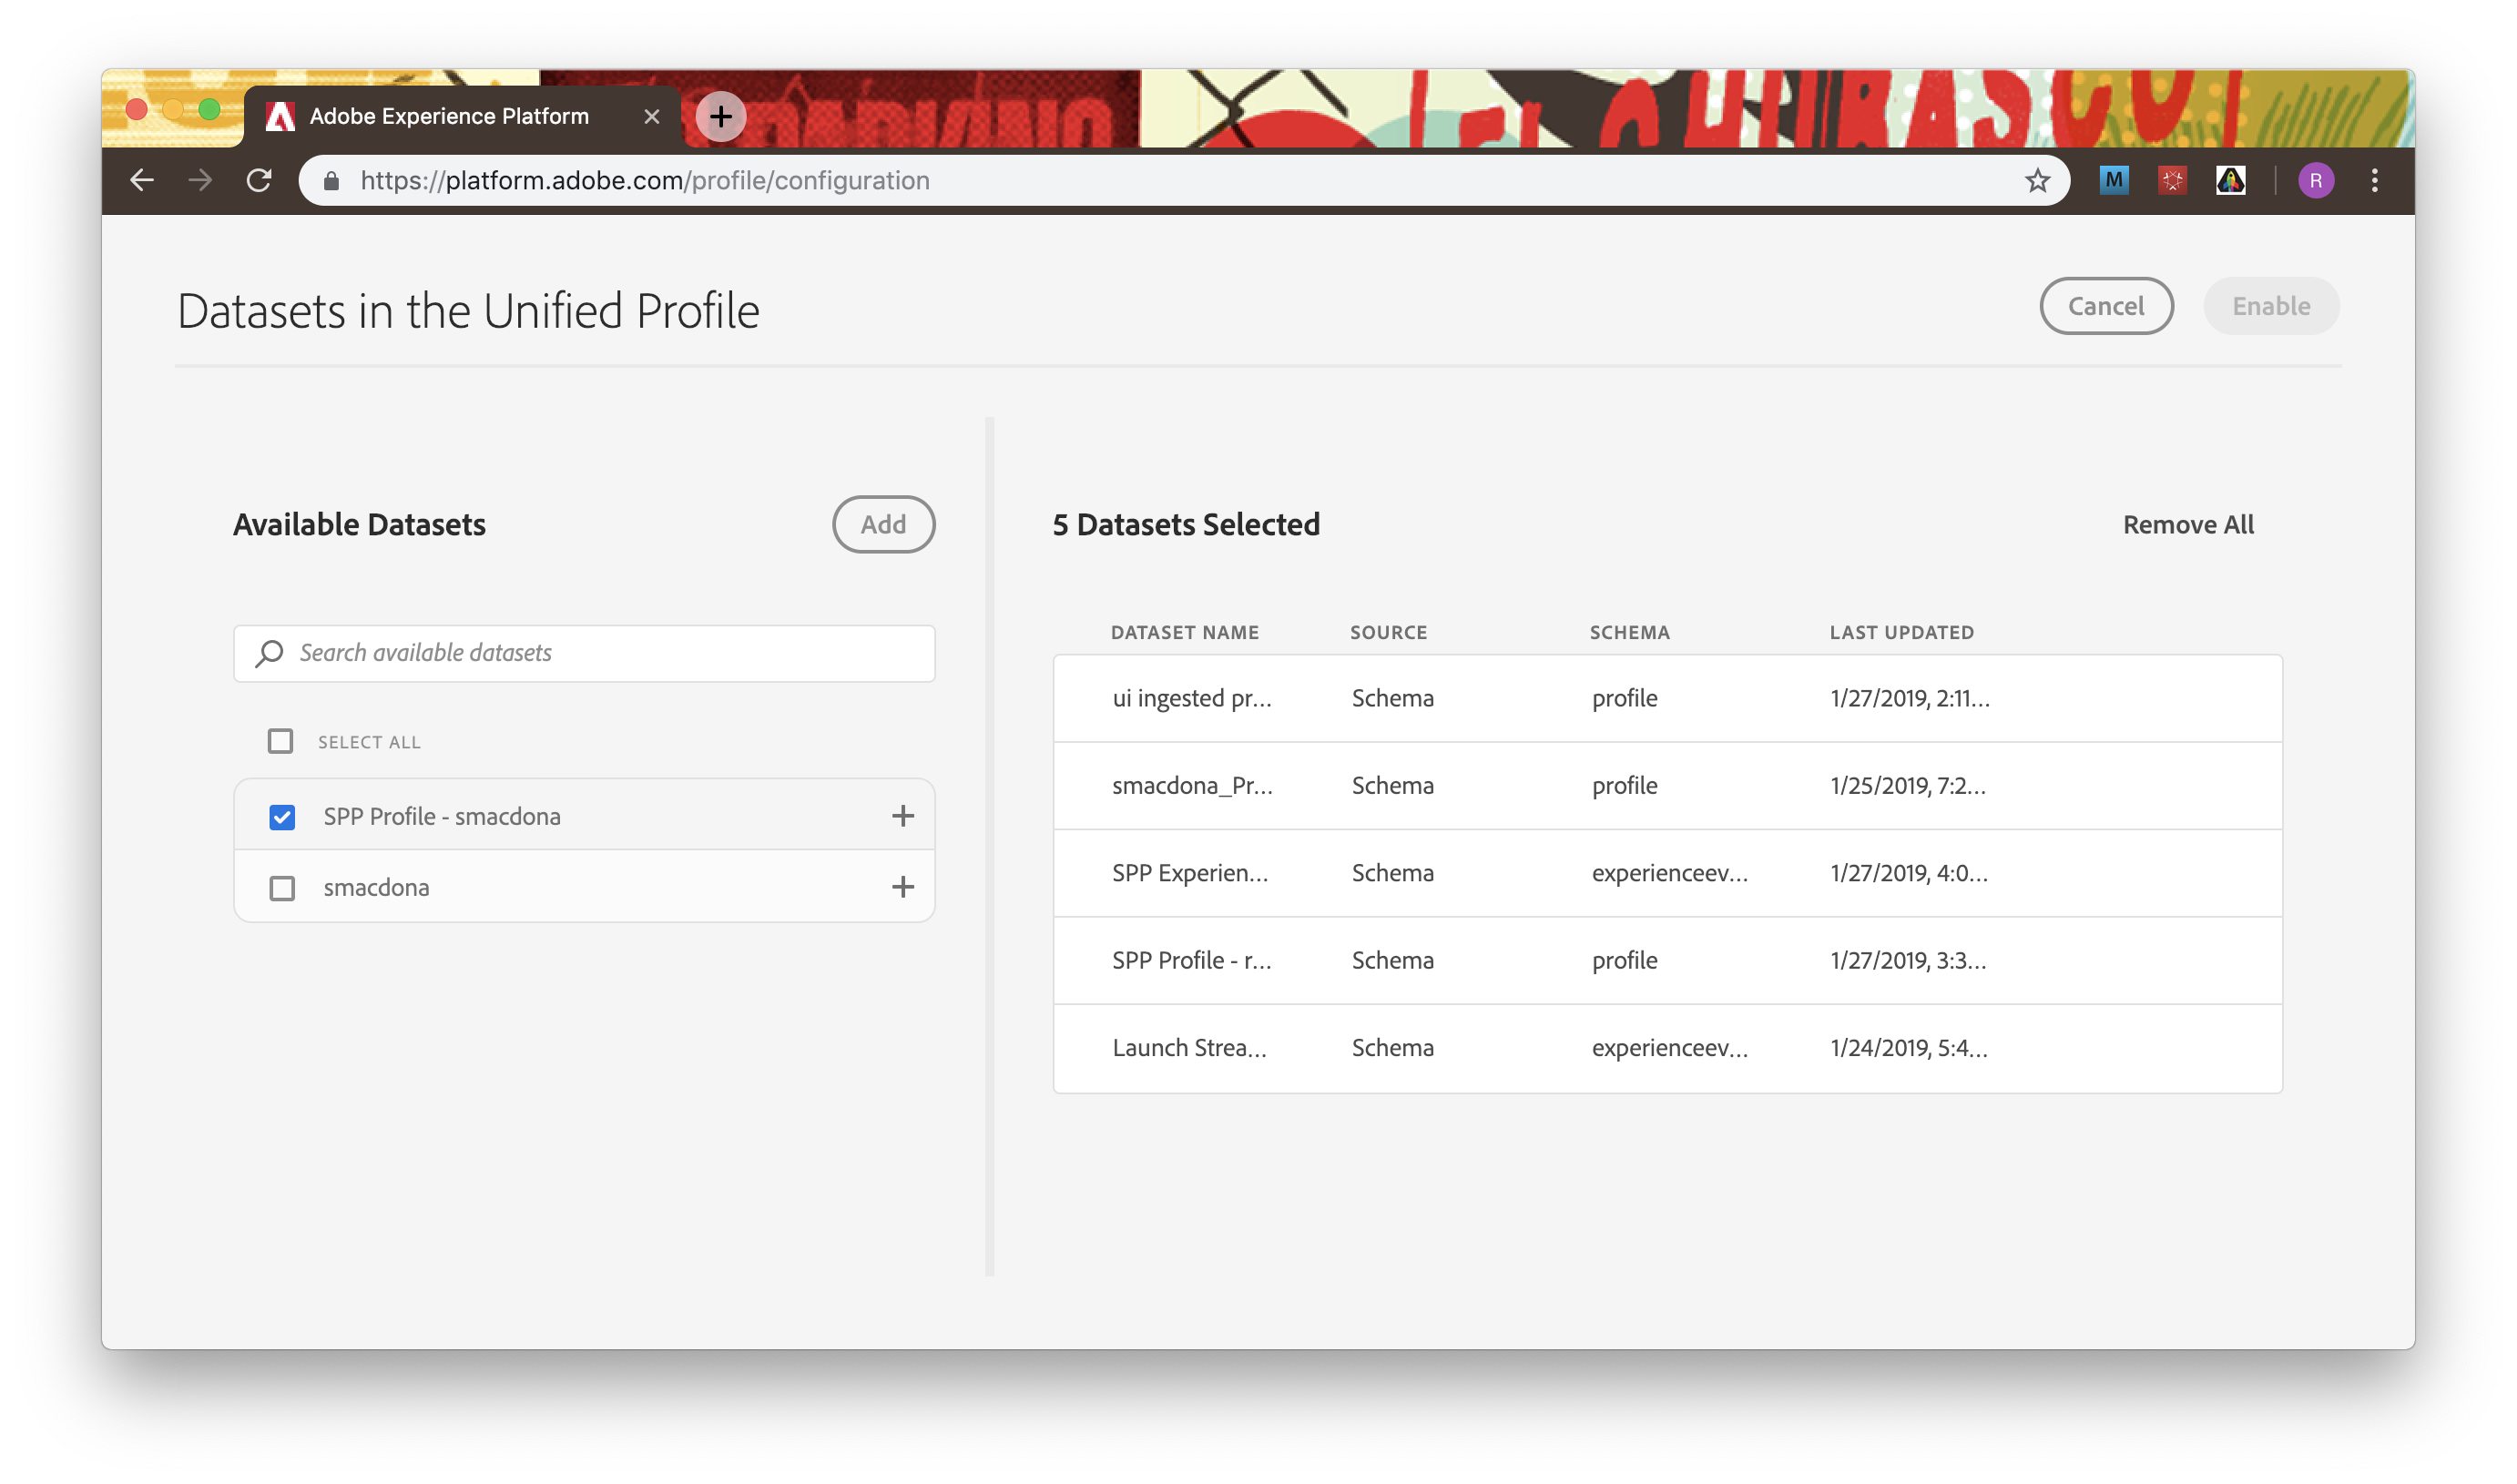 Adobe Experience Platform
https://platform.adobe.com/profile/configuration
M
R
Datasets in the Unified Profile
Cancel
Enable
Available Datasets
Add
Search available datasets
SELECT ALL
SPP Profile - smacdona
smacdona
5 Datasets Selected
Remove All
DATASET NAME SOURCE SCHEMA LAST UPDATED
ui ingested pr... Schema profile 1/27/2019, 2:11...
smacdona_Pr... Schema profile 1/25/2019, 7:2...
SPP Experien... Schema experienceev... 1/27/2019, 4:0...
SPP Profile - r... Schema profile 1/27/2019, 3:3...
Launch Strea... Schema experienceev... 1/24/2019, 5:4...